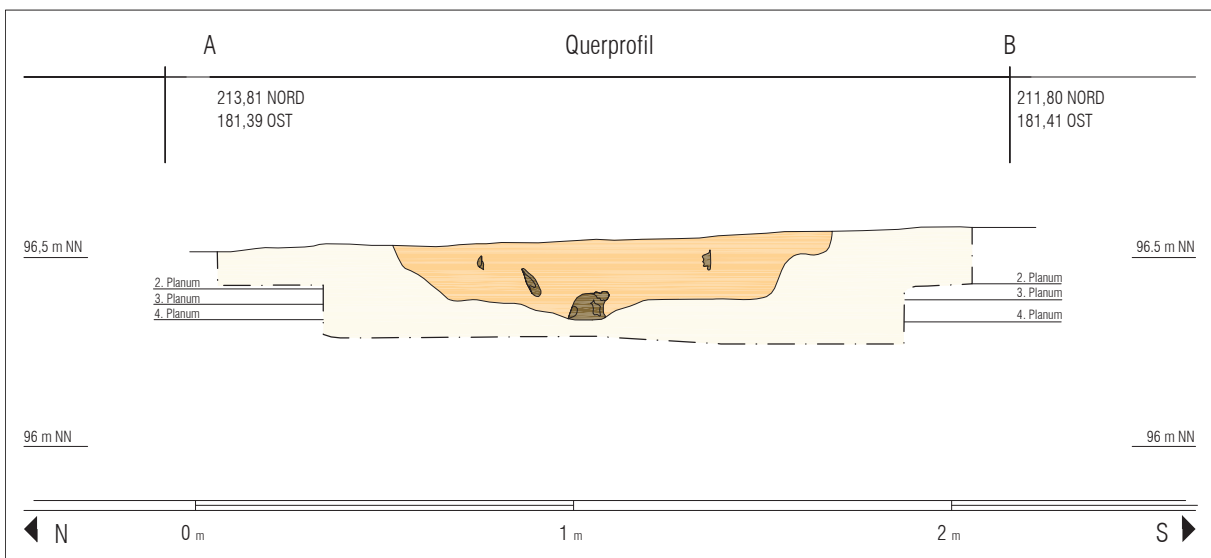 A Querprofil B
213,81 NORD 211,80 NORD
181,39 OST 181,41 OST
96,5 m NN 96.5 m NN
2. Planum 2. Planum
3. Planum 3. Planum
4. Planum 4. Planum
96 m NN 96 m NN
N 0 m 1 m 2 m S